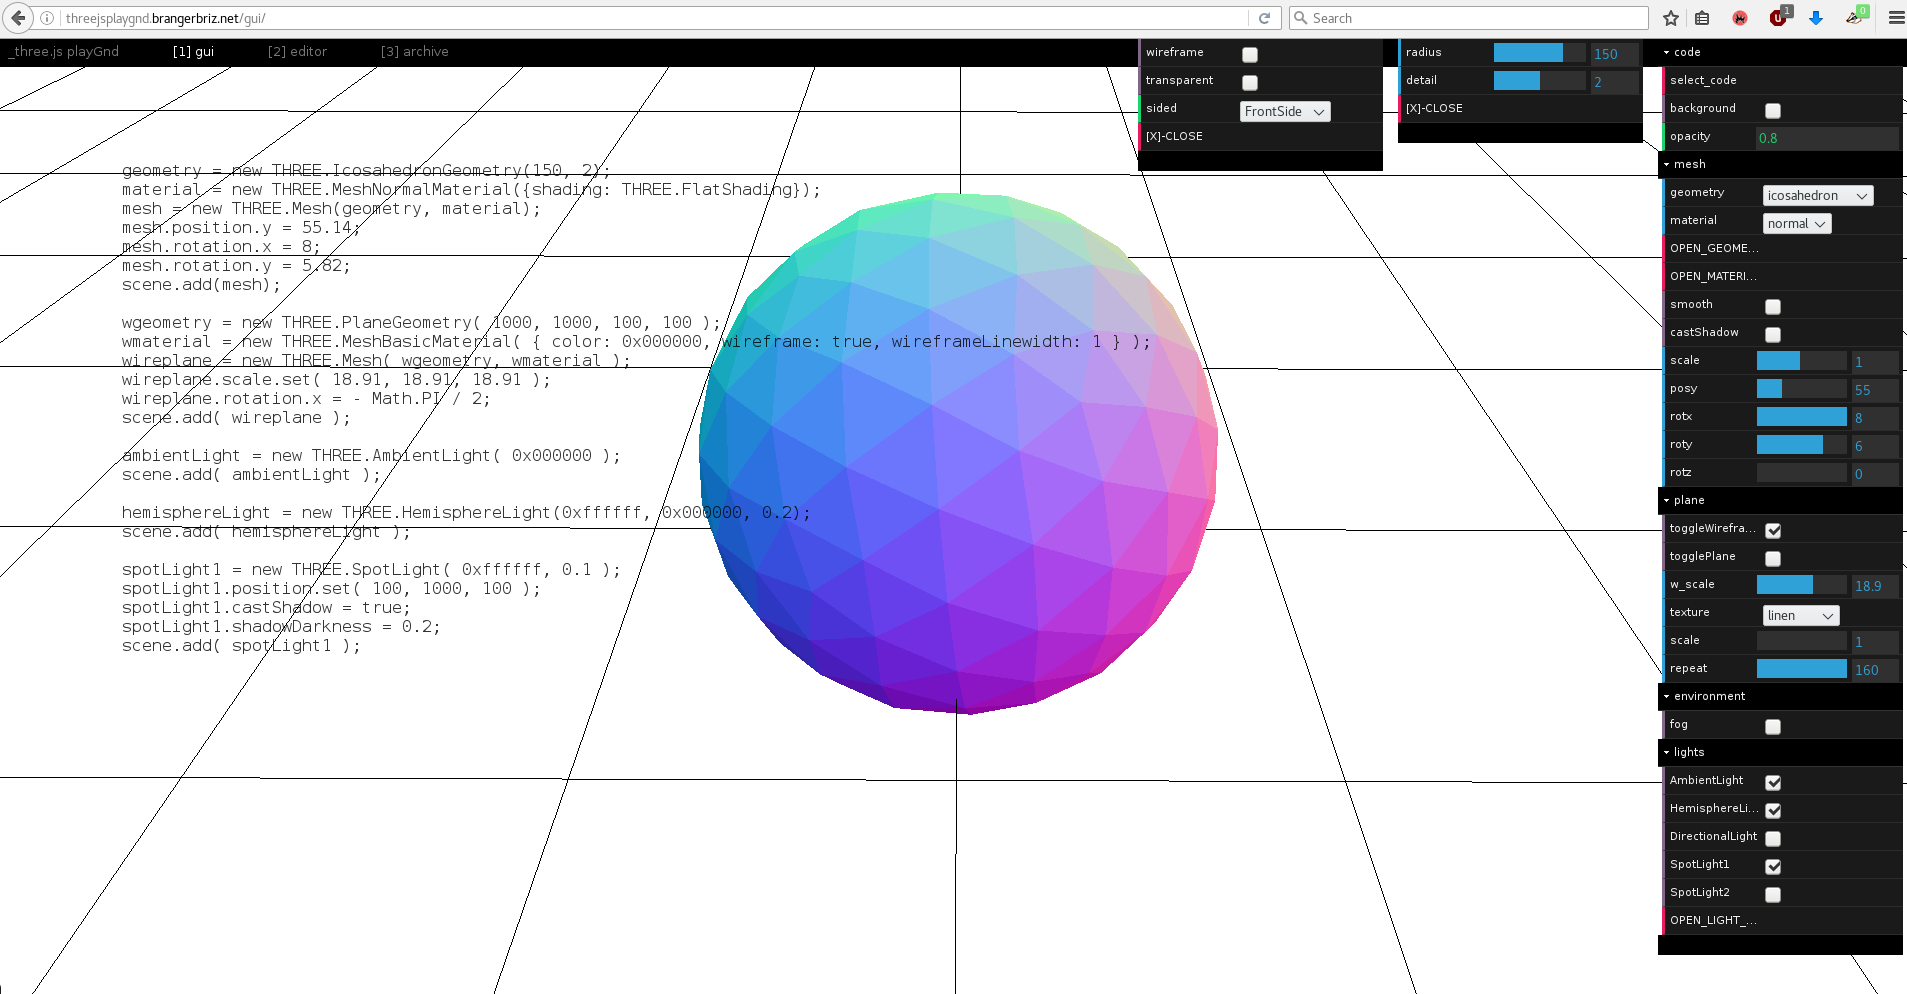 threejsplaygnd.brangerbriz.net/gui/
Search
1
0
_three.js playGnd
[1] gui
[2] editor
[3] archive
wireframe
transparent
sided FrontSide
[X]-CLOSE
radius 150
detail 2
[X]-CLOSE
geometry = new THREE.IcosahedronGeometry(150, 2);
material = new THREE.MeshNormalMaterial({shading: THREE.FlatShading});
mesh = new THREE.Mesh(geometry, material);
mesh.position.y = 55.14;
mesh.rotation.x = 8;
mesh.rotation.y = 5.82;
scene.add(mesh);
wgeometry = new THREE.PlaneGeometry( 1000, 1000, 100, 100 );
wmaterial = new THREE.MeshBasicMaterial( { color: 0x000000, wireframe: true, wireframeLinewidth: 1 } );
wireplane = new THREE.Mesh( wgeometry, wmaterial );
wireplane.scale.set( 18.91, 18.91, 18.91 );
wireplane.rotation.x = - Math.PI / 2;
scene.add( wireplane );
ambientLight = new THREE.AmbientLight( 0x000000 );
scene.add( ambientLight );
hemisphereLight = new THREE.HemisphereLight(0xffffff, 0x000000, 0.2);
scene.add( hemisphereLight );
spotLight1 = new THREE.SpotLight( 0xffffff, 0.1 );
spotLight1.position.set( 100, 1000, 100 );
spotLight1.castShadow = true;
spotLight1.shadowDarkness = 0.2;
scene.add( spotLight1 );
code
select_code
background
opacity 0.8
mesh
geometry icosahedron
material normal
OPEN_GEOME...
OPEN_MATERI...
smooth
castShadow
scale 1
posy 55
rotx 8
roty 6
rotz 0
plane
toggleWirefra...
togglePlane
w_scale 18.9
texture linen
scale 1
repeat 160
environment
fog
lights
AmbientLight
HemisphereLi...
DirectionalLight
SpotLight1
SpotLight2
OPEN_LIGHT_...